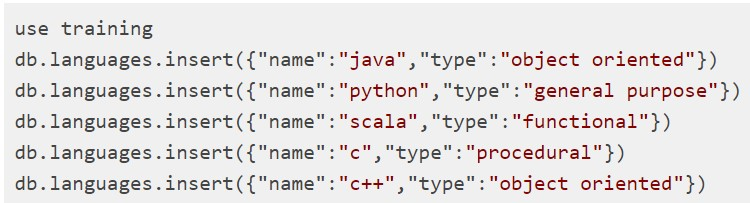 use training
db.languages.insert({"name":"java","type":"object oriented"})
db.languages.insert({"name":"python","type":"general purpose"})
db.languages.insert({"name":"scala","type":"functional"})
db.languages.insert({"name":"c","type":"procedural"})
db.languages.insert({"name":"c++","type":"object oriented"})